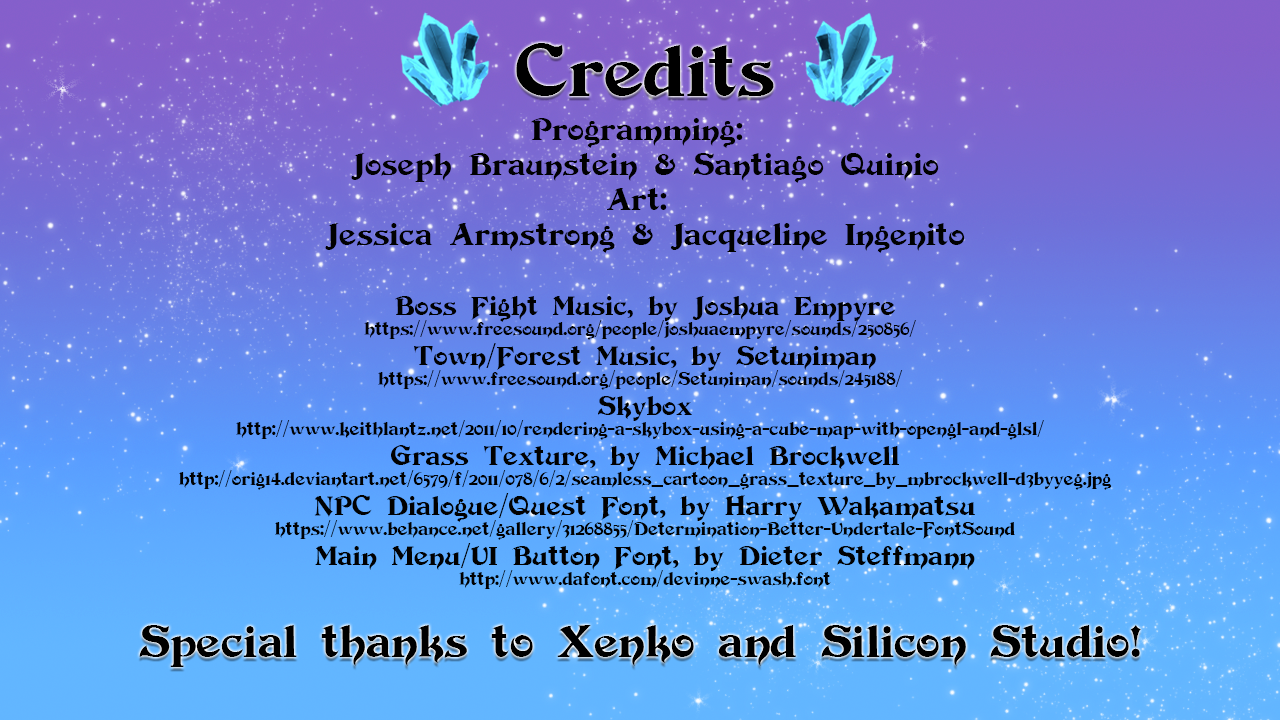 Credits
Programming:
Joseph Braunstein & Santiago Quinio
Art:
Jessica Armstrong & Jacqueline Ingenito
Boss Fight Music, by Joshua Empyre
https://www.freesound.org/people/joshuaempyre/sounds/250856/
Town/Forest Music, by Setuniman
https://www.freesound.org/people/Setuniman/sounds/245188/
Skybox
http://www.keithlantz.net/2011/10/rendering-a-skybox-using-a-cube-map-with-opengl-and-glsl/
Grass Texture, by Michael Brockwell
http://orig14.deviantart.net/6579/f/2011/078/6/2/seamless_cartoon_grass_texture_by_mbrockwell-d3byyeg.jpg
NPC Dialogue/Quest Font, by Harry Wakamatsu
https://www.behance.net/gallery/31268855/Determination-Better-Undertale-FontSound
Main Menu/UI Button Font, by Dieter Steffmann
http://www.dafont.com/devinne-swash.font
Special thanks to Xenko and Silicon Studio!